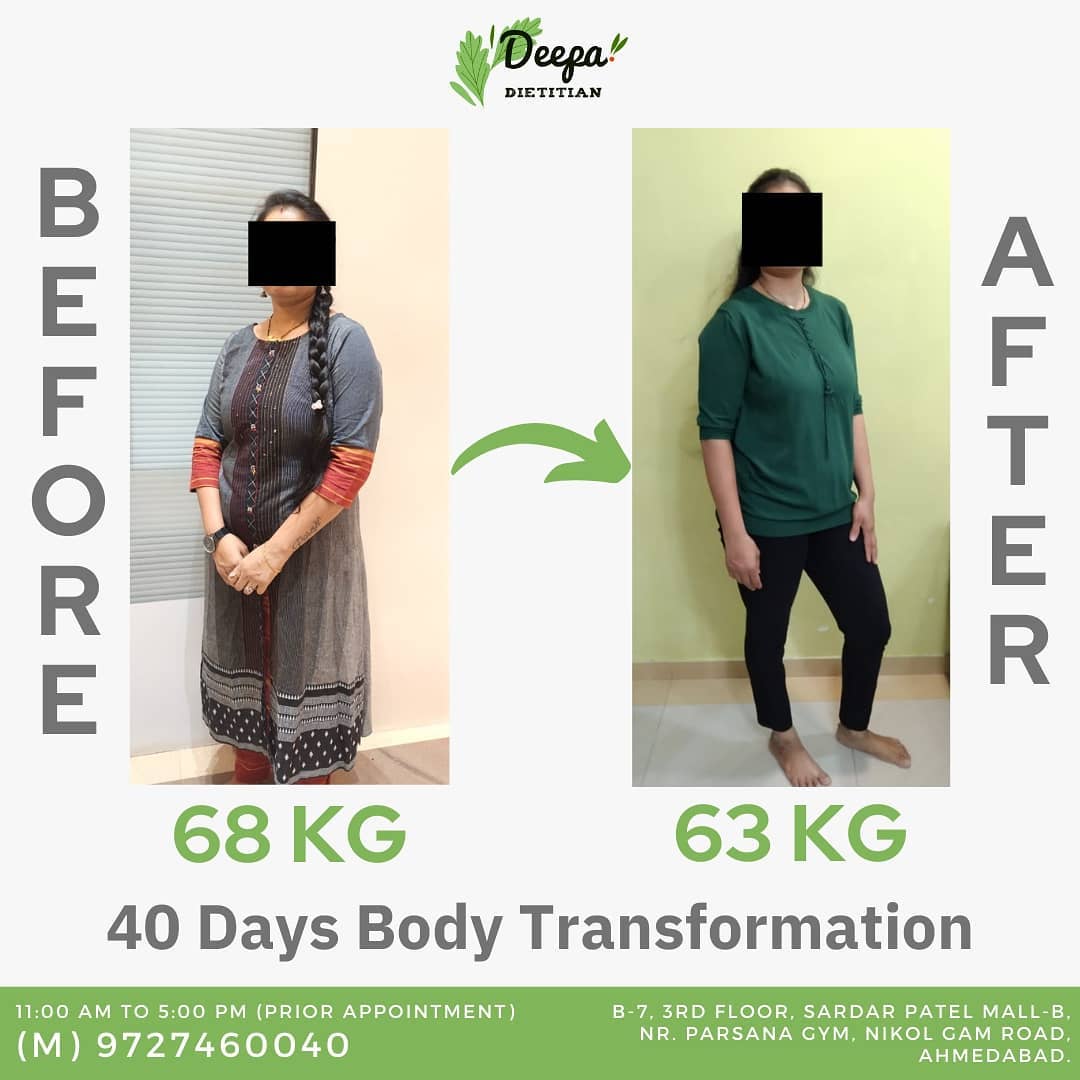 Deepa
DIETITIAN
BEFORE
AFTER
68 KG
63 KG
40 Days Body Transformation
11:00 AM TO 5:00 PM (PRIOR APPOINTMENT)
(M) 9727460040
B-7, 3RD FLOOR, SARDAR PATEL MALL-B,
NR. PARSANA GYM, NIKOL GAM ROAD,
AHMEDABAD.